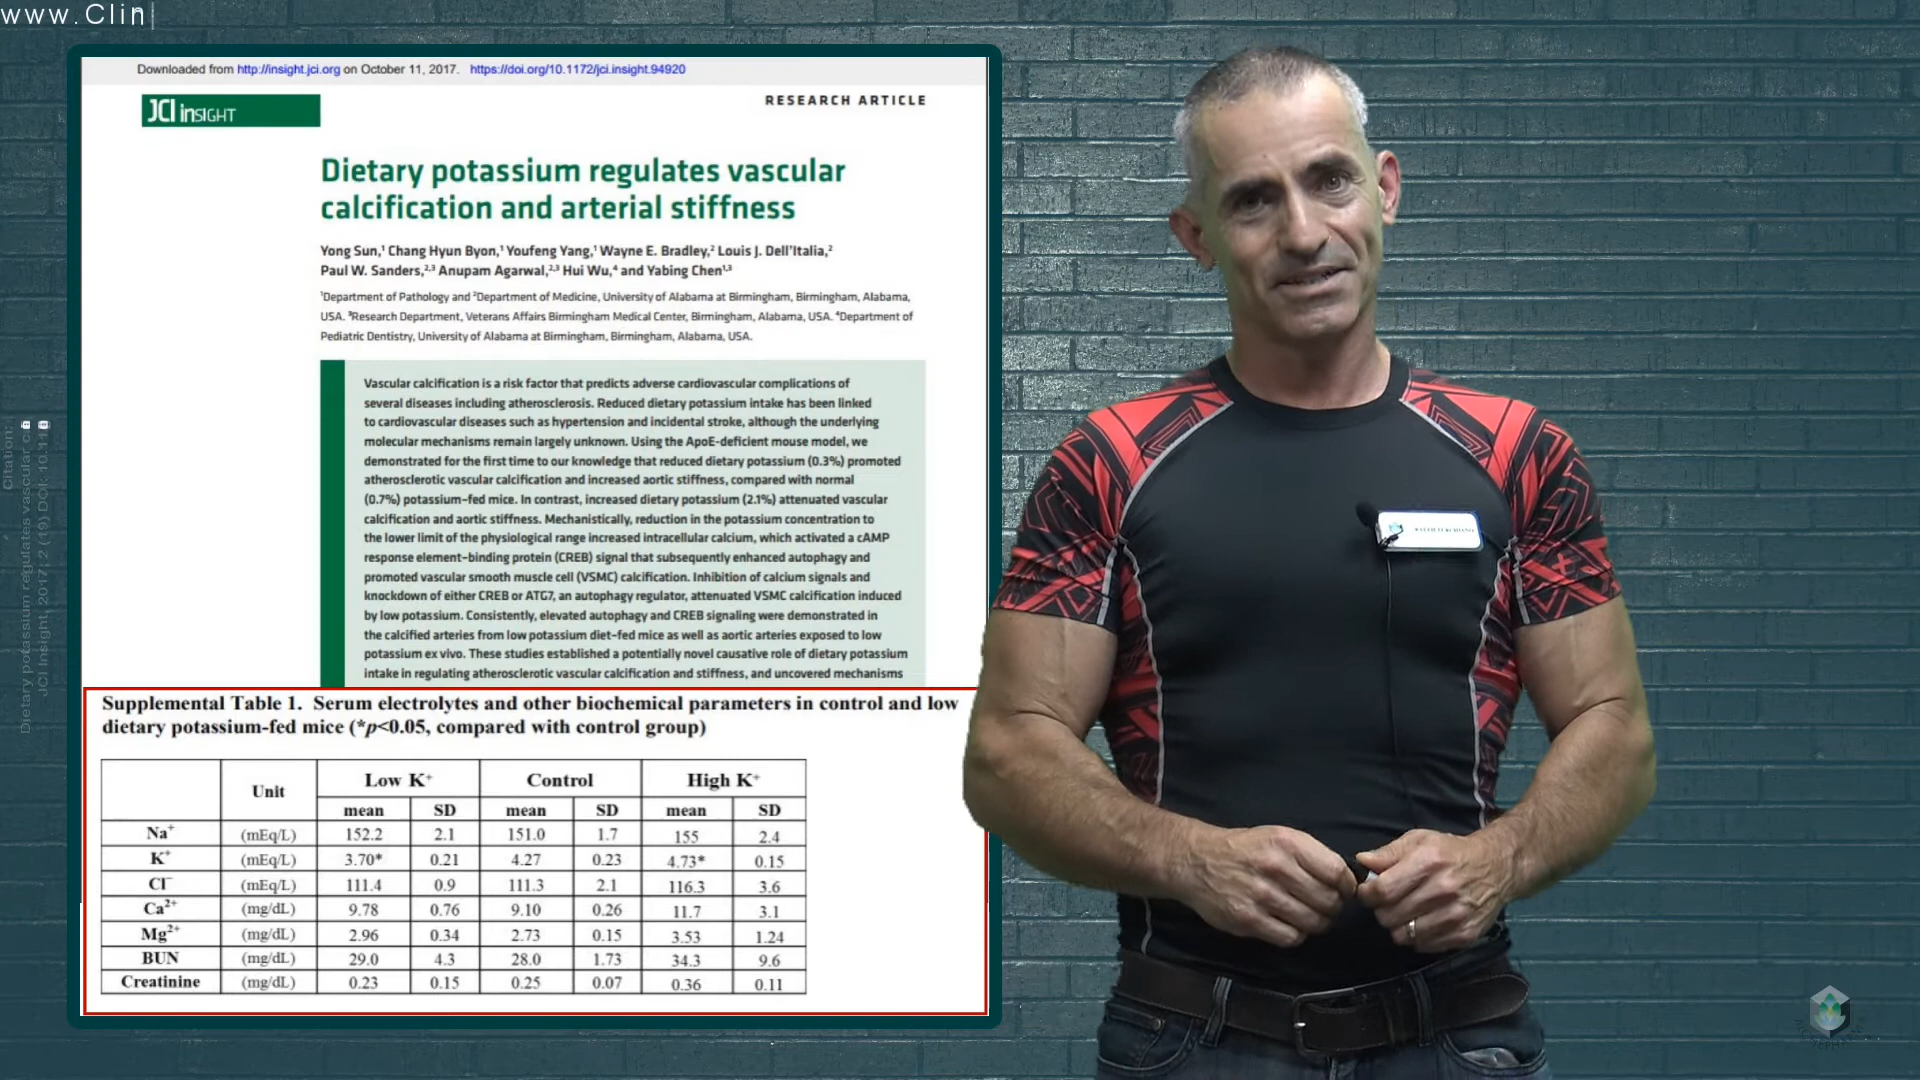 www.Clin
Downloaded from http://insight.jci.org on October 11, 2017. https://doi.org/10.1172/jci.insight.94920
JCI inSIGHT
RESEARCH ARTICLE
Dietary potassium regulates vascular
calcification and arterial stiffness
Yong Sun,¹ Chang Hyun Byon,¹ Youfeng Yang,¹ Wayne E. Bradley,² Louis J. Dell'Italia,²
Paul W. Sanders,²,³ Anupam Agarwal,²,³ Hui Wu,⁴ and Yabing Chen¹,³
¹Department of Pathology and ²Department of Medicine, University of Alabama at Birmingham, Birmingham, Alabama,
USA. ³Research Department, Veterans Affairs Birmingham Medical Center, Birmingham, Alabama, USA. ⁴Department of
Pediatric Dentistry, University of Alabama at Birmingham, Birmingham, Alabama, USA.
Vascular calcification is a risk factor that predicts adverse cardiovascular complications of
several diseases including atherosclerosis. Reduced dietary potassium intake has been linked
to cardiovascular diseases such as hypertension and incidental stroke, although the underlying
molecular mechanisms remain largely unknown. Using the ApoE-deficient mouse model, we
demonstrated for the first time to our knowledge that reduced dietary potassium (0.3%) promoted
atherosclerotic vascular calcification and increased aortic stiffness, compared with normal
(0.7%) potassium-fed mice. In contrast, increased dietary potassium (2.1%) attenuated vascular
calcification and aortic stiffness. Mechanistically, reduction in the potassium concentration to
the lower limit of the physiological range increased intracellular calcium, which activated a cAMP
response element-binding protein (CREB) signal that subsequently enhanced autophagy and
promoted vascular smooth muscle cell (VSMC) calcification. Inhibition of calcium signals and
knockdown of either CREB or ATG7, an autophagy regulator, attenuated VSMC calcification induced
by low potassium. Consistently, elevated autophagy and CREB signaling were demonstrated in
the calcified arteries from low potassium diet-fed mice as well as aortic arteries exposed to low
potassium ex vivo. These studies established a potentially novel causative role of dietary potassium
intake in regulating atherosclerotic vascular calcification and stiffness, and uncovered mechanisms
Supplemental Table 1. Serum electrolytes and other biochemical parameters in control and low
dietary potassium-fed mice (*p<0.05, compared with control group)
Unit Low K⁺ Control High K⁺
mean SD mean SD mean SD
Na⁺ (mEq/L) 152.2 2.1 151.0 1.7 155 2.4
K⁺ (mEq/L) 3.70* 0.21 4.27 0.23 4.73* 0.15
Cl⁻ (mEq/L) 111.4 0.9 111.3 2.1 116.3 3.6
Ca²⁺ (mg/dL) 9.78 0.76 9.10 0.26 11.7 3.1
Mg²⁺ (mg/dL) 2.96 0.34 2.73 0.15 3.53 1.24
BUN (mg/dL) 29.0 4.3 28.0 1.73 34.3 9.6
Creatinine (mg/dL) 0.23 0.15 0.25 0.07 0.36 0.11
Citation:
Dietary potassium regulates vascular c
JCI Insight, 2017; 2 (19) DOI: 10.11